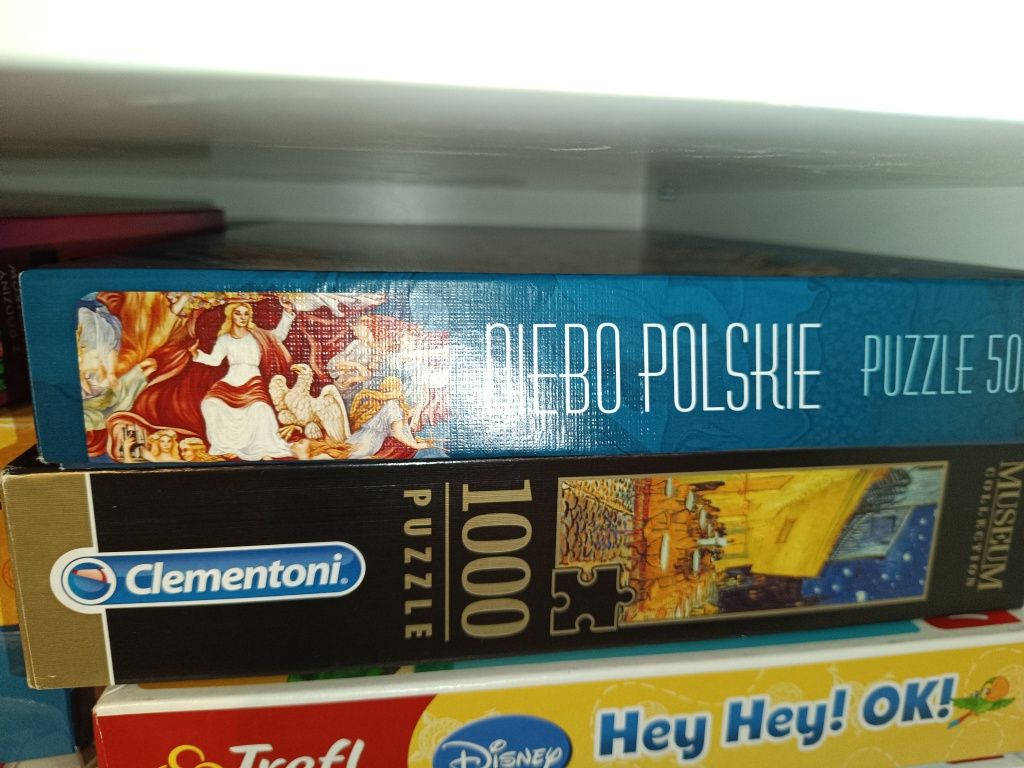 NIEBO POLSKIE
PUZZLE 50
Clementoni®
PUZZLE
1000
MUSEUM
COLLECTION
Trefl
DISNEY
Hey Hey! OK!